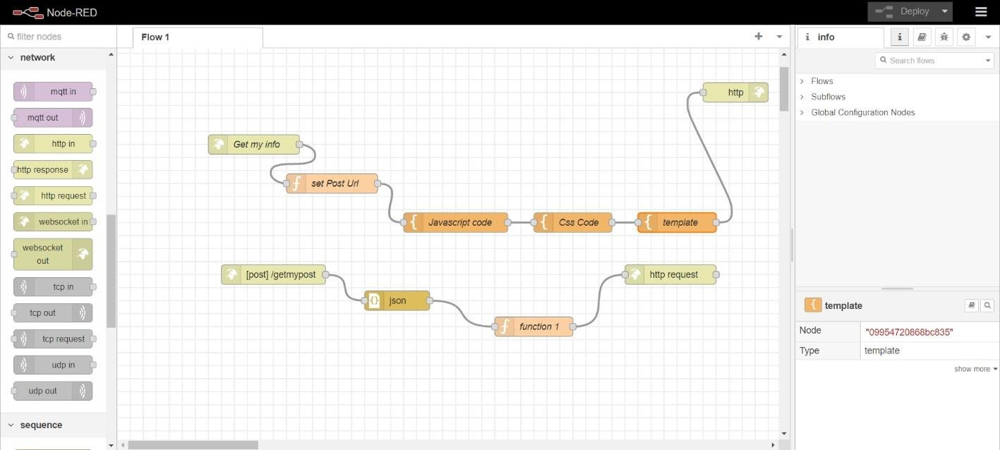 Node-RED
Deploy
filter nodes
network
mqtt in
mqtt out
http in
http response
http request
websocket in
websocket
out
tcp in
tcp out
tcp request
udp in
udp out
sequence
Flow 1
Get my info
set Post Url
Javascript code
Css Code
template
http
[post] /getmypost
json
function 1
http request
info
Search flows
Flows
Subflows
Global Configuration Nodes
template
Node "09954720868bc835"
Type template
show more